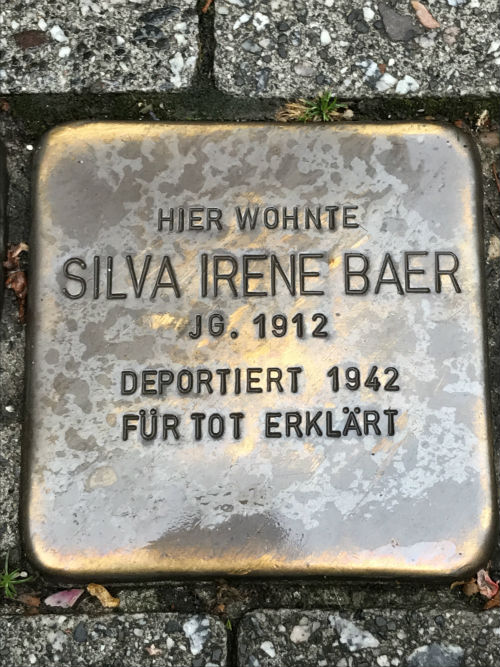 HIER WOHNTE
SILVA IRENE BAER
JG. 1912
DEPORTIERT 1942
FÜR TOT ERKLÄRT